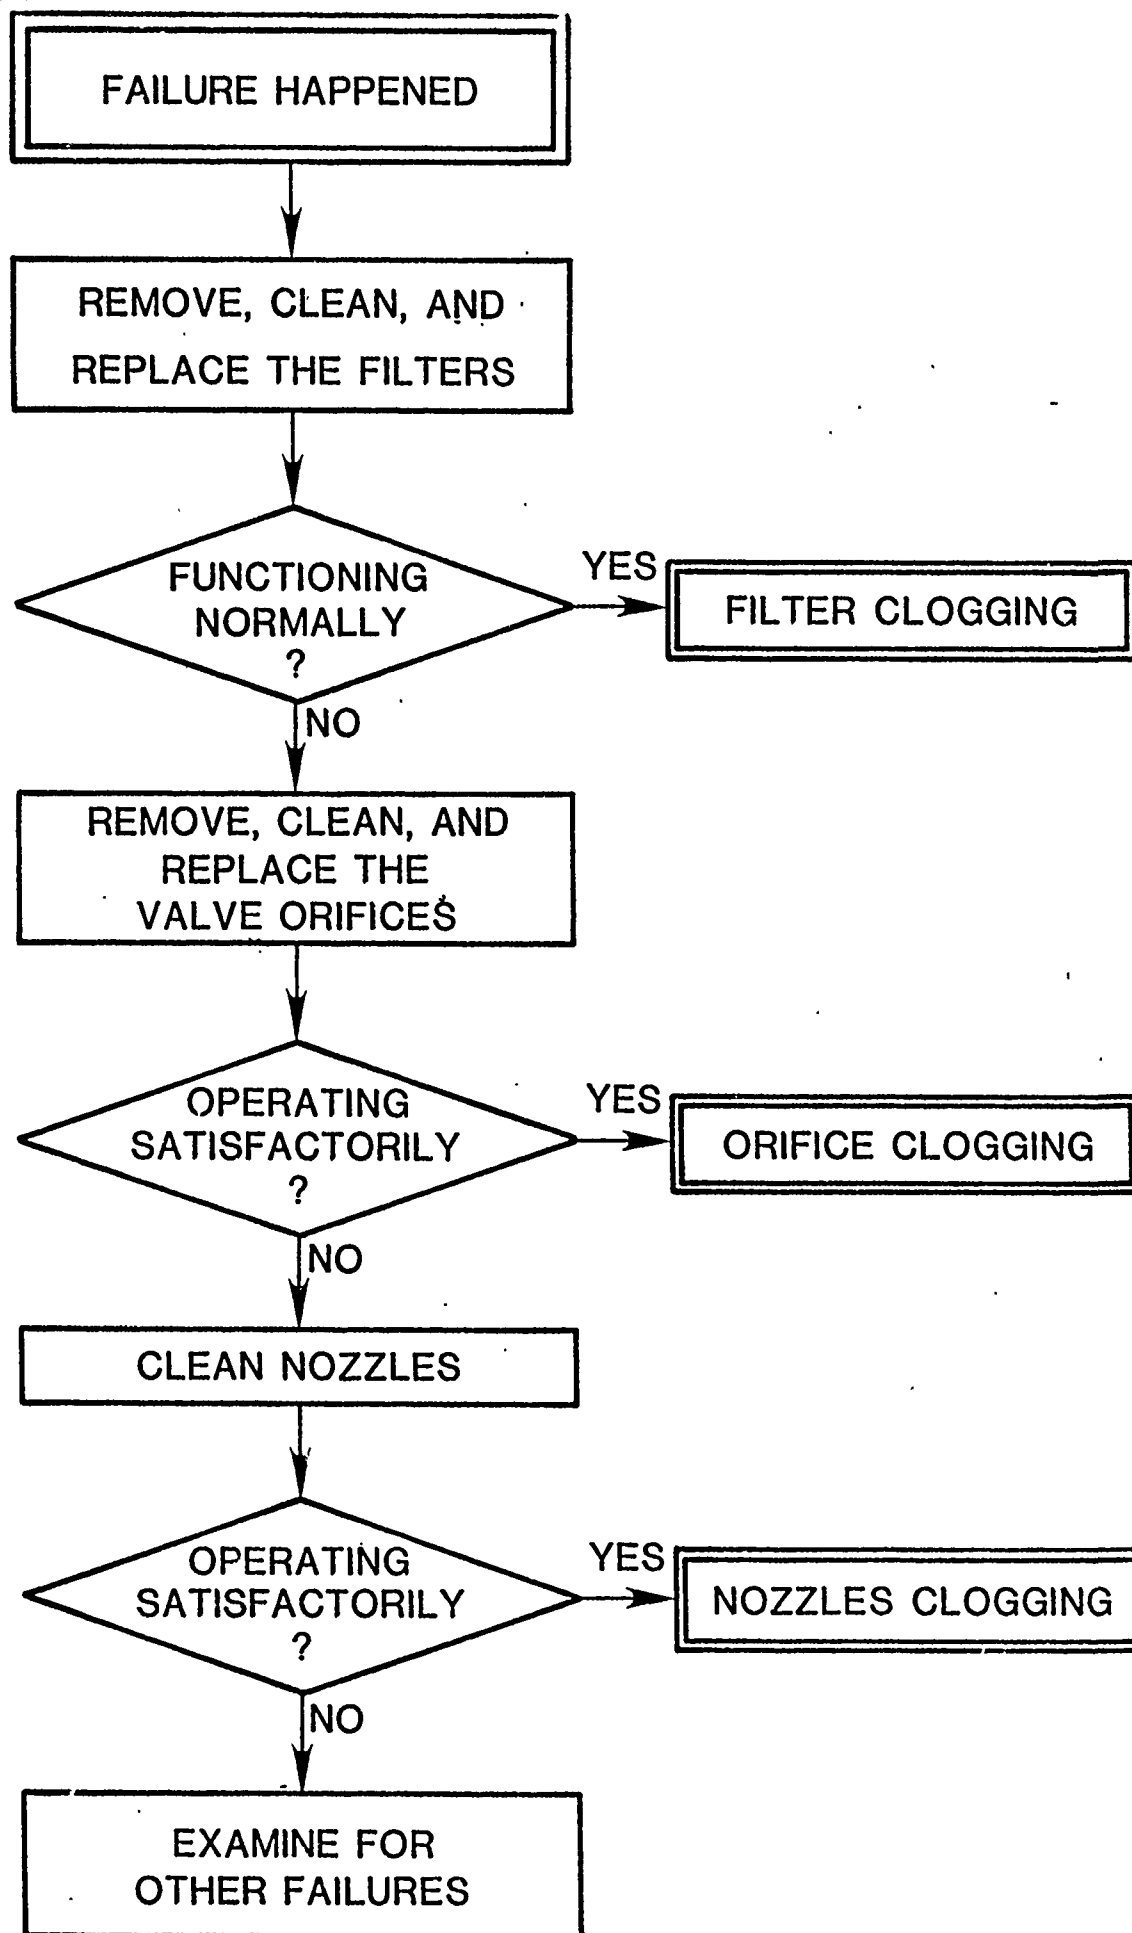 FAILURE HAPPENED
REMOVE, CLEAN, AND
REPLACE THE FILTERS
FUNCTIONING
NORMALLY
?
YES
FILTER CLOGGING
NO
REMOVE, CLEAN, AND
REPLACE THE
VALVE ORIFICES
OPERATING
SATISFACTORILY
?
YES
ORIFICE CLOGGING
NO
CLEAN NOZZLES
OPERATING
SATISFACTORILY
?
YES
NOZZLES CLOGGING
NO
EXAMINE FOR
OTHER FAILURES